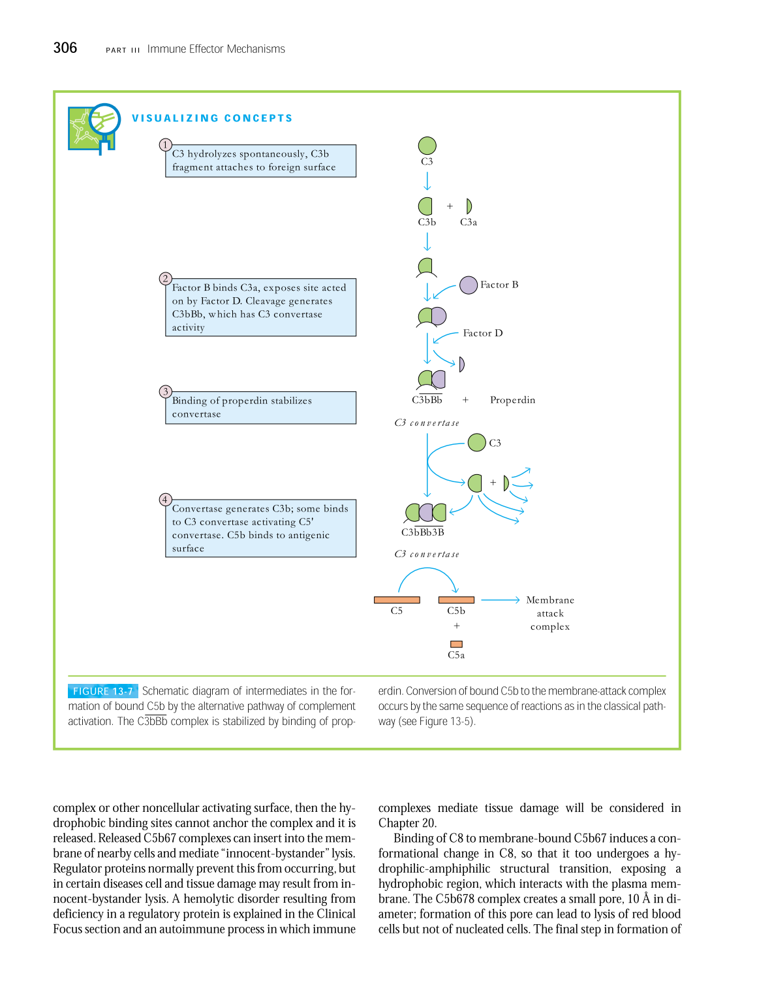 306 PART III Immune Effector Mechanisms
VISUALIZING CONCEPTS
1
C3 hydrolyzes spontaneously, C3b
fragment attaches to foreign surface
C3
C3b + C3a
2
Factor B binds C3a, exposes site acted
on by Factor D. Cleavage generates
C3bBb, which has C3 convertase
activity
Factor B
Factor D
3
Binding of properdin stabilizes
convertase
C3bBb + Properdin
C3 convertase
C3
+
4
Convertase generates C3b; some binds
to C3 convertase activating C5'
convertase. C5b binds to antigenic
surface
C3bBb3B
C3 convertase
C5
C5b
+
C5a
Membrane
attack
complex
FIGURE 13-7 Schematic diagram of intermediates in the for-
mation of bound C5b by the alternative pathway of complement
activation. The C3bBb complex is stabilized by binding of prop-
erdin. Conversion of bound C5b to the membrane-attack complex
occurs by the same sequence of reactions as in the classical path-
way (see Figure 13-5).
complex or other noncellular activating surface, then the hy-
drophobic binding sites cannot anchor the complex and it is
released. Released C5b67 complexes can insert into the mem-
brane of nearby cells and mediate “innocent-bystander” lysis.
Regulator proteins normally prevent this from occurring, but
in certain diseases cell and tissue damage may result from in-
nocent-bystander lysis. A hemolytic disorder resulting from
deficiency in a regulatory protein is explained in the Clinical
Focus section and an autoimmune process in which immune
complexes mediate tissue damage will be considered in
Chapter 20.
Binding of C8 to membrane-bound C5b67 induces a con-
formational change in C8, so that it too undergoes a hy-
drophilic-amphiphilic structural transition, exposing a
hydrophobic region, which interacts with the plasma mem-
brane. The C5b678 complex creates a small pore, 10 Å in di-
ameter; formation of this pore can lead to lysis of red blood
cells but not of nucleated cells. The final step in formation of